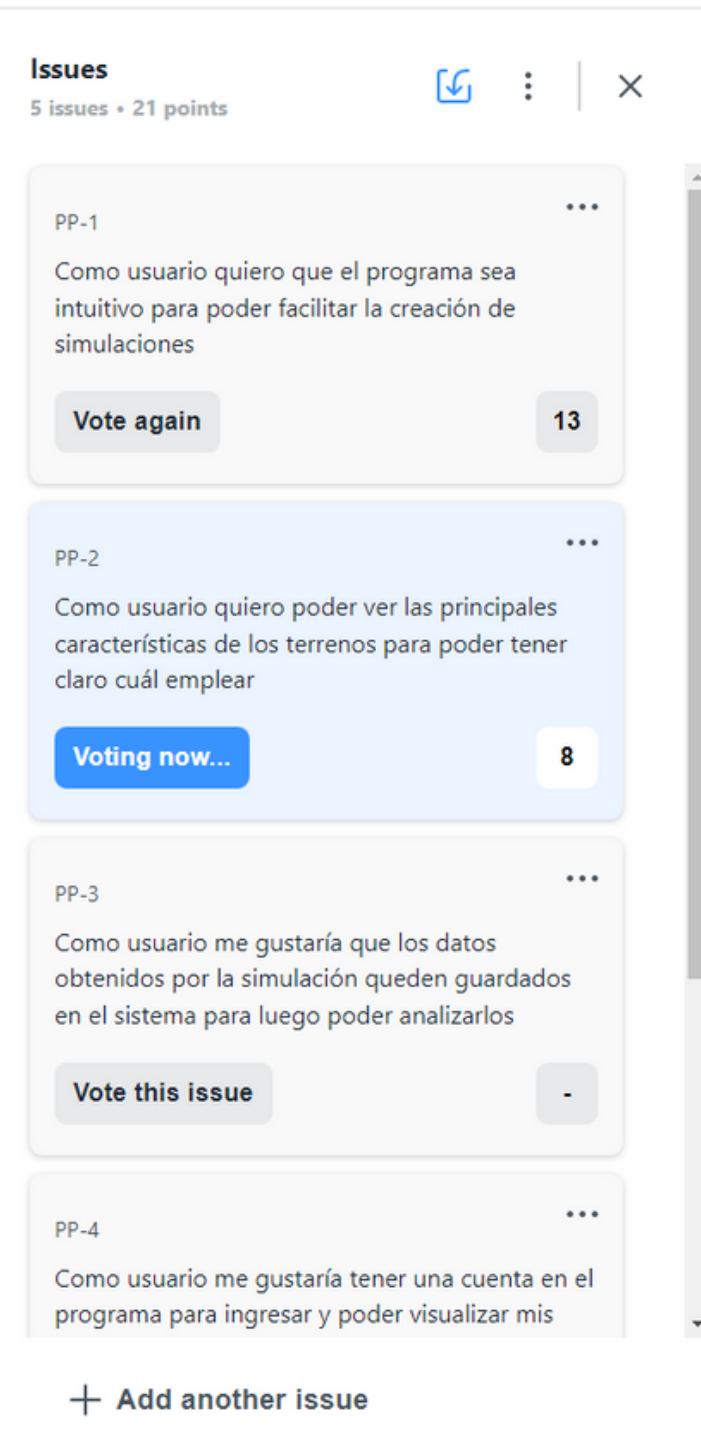 Issues
5 issues • 21 points
PP-1
Como usuario quiero que el programa sea
intuitivo para poder facilitar la creación de
simulaciones
Vote again
13
PP-2
Como usuario quiero poder ver las principales
características de los terrenos para poder tener
claro cuál emplear
Voting now...
8
PP-3
Como usuario me gustaría que los datos
obtenidos por la simulación queden guardados
en el sistema para luego poder analizarlos
Vote this issue
-
PP-4
Como usuario me gustaría tener una cuenta en el
programa para ingresar y poder visualizar mis
Add another issue